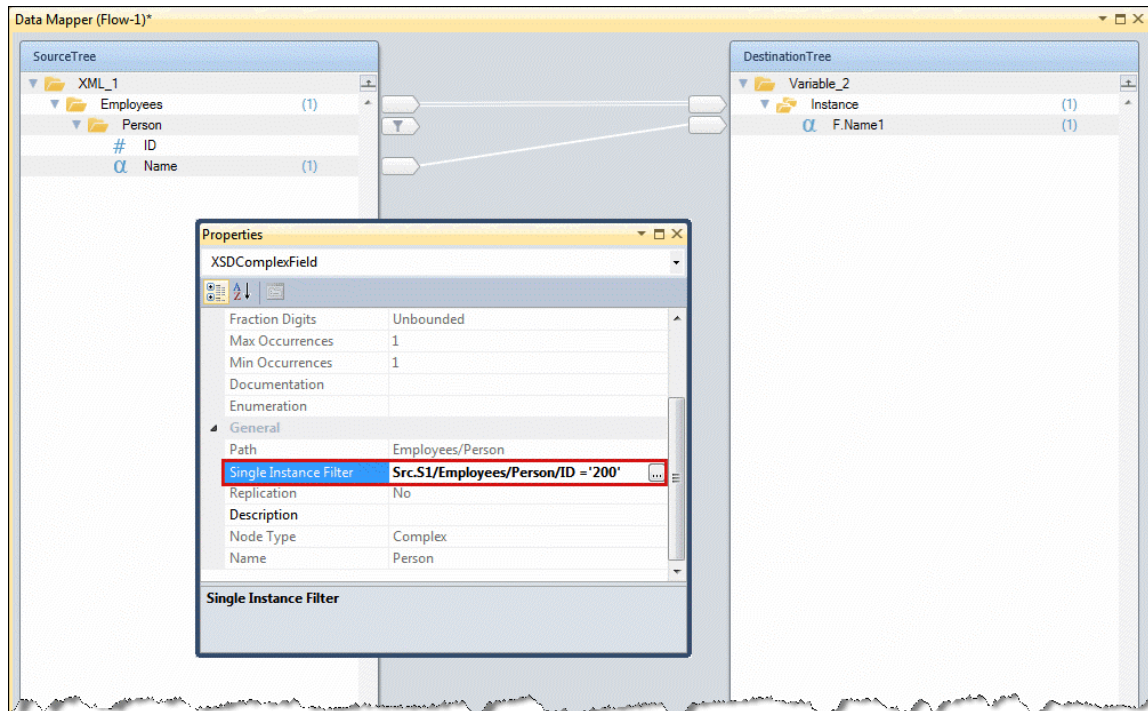 Data Mapper (Flow-1)*
SourceTree
DestinationTree
XML_1
Variable_2
Employees (1)
Instance (1)
Person
α F.Name1 (1)
# ID
α Name (1)
Properties
XSDComplexField
Fraction Digits Unbounded
Max Occurrences 1
Min Occurrences 1
Documentation
Enumeration
General
Path Employees/Person
Single Instance Filter Src.S1/Employees/Person/ID ='200' ...
Replication No
Description
Node Type Complex
Name Person
Single Instance Filter